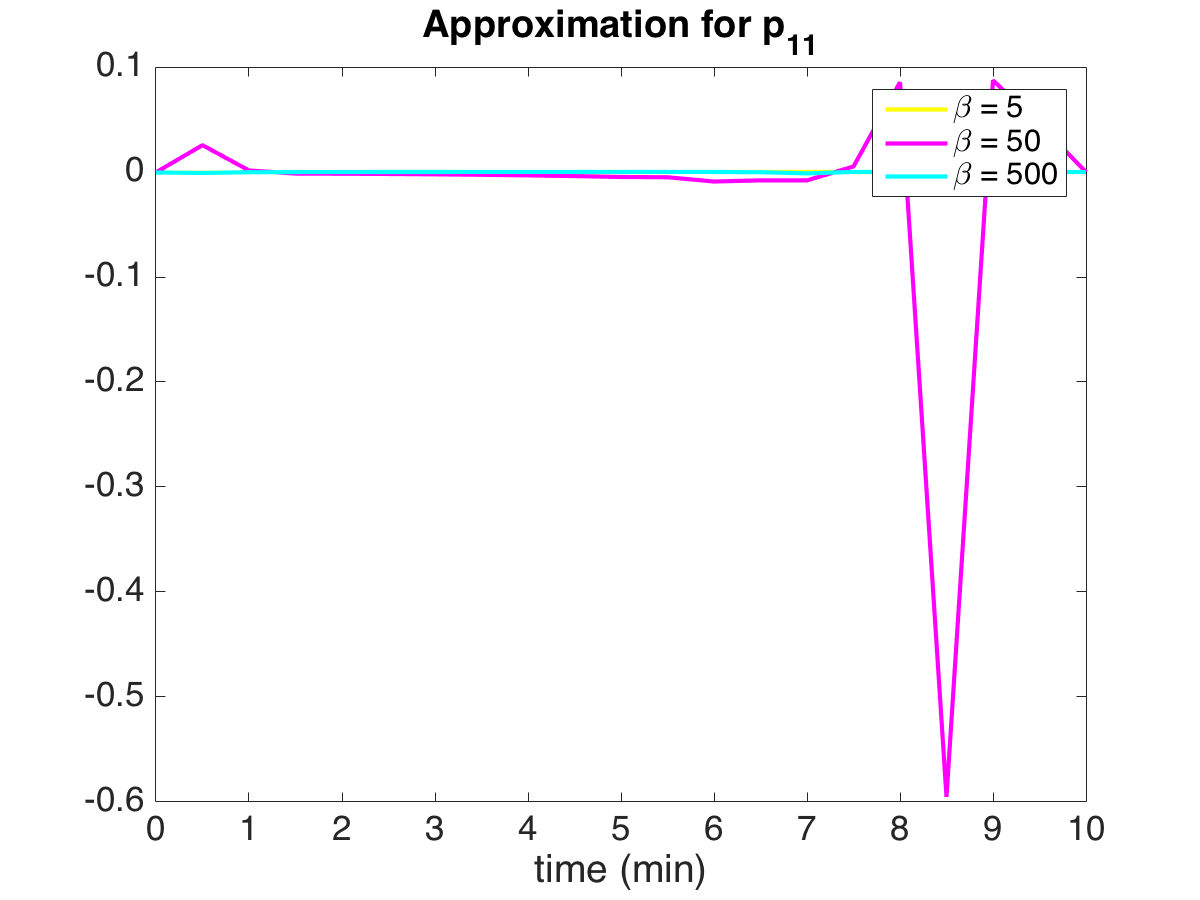 Approximation for p11
0.1
0
-0.1
-0.2
-0.3
-0.4
-0.5
-0.6
β = 5
β = 50
β = 500
0 1 2 3 4 5 6 7 8 9 10
time (min)